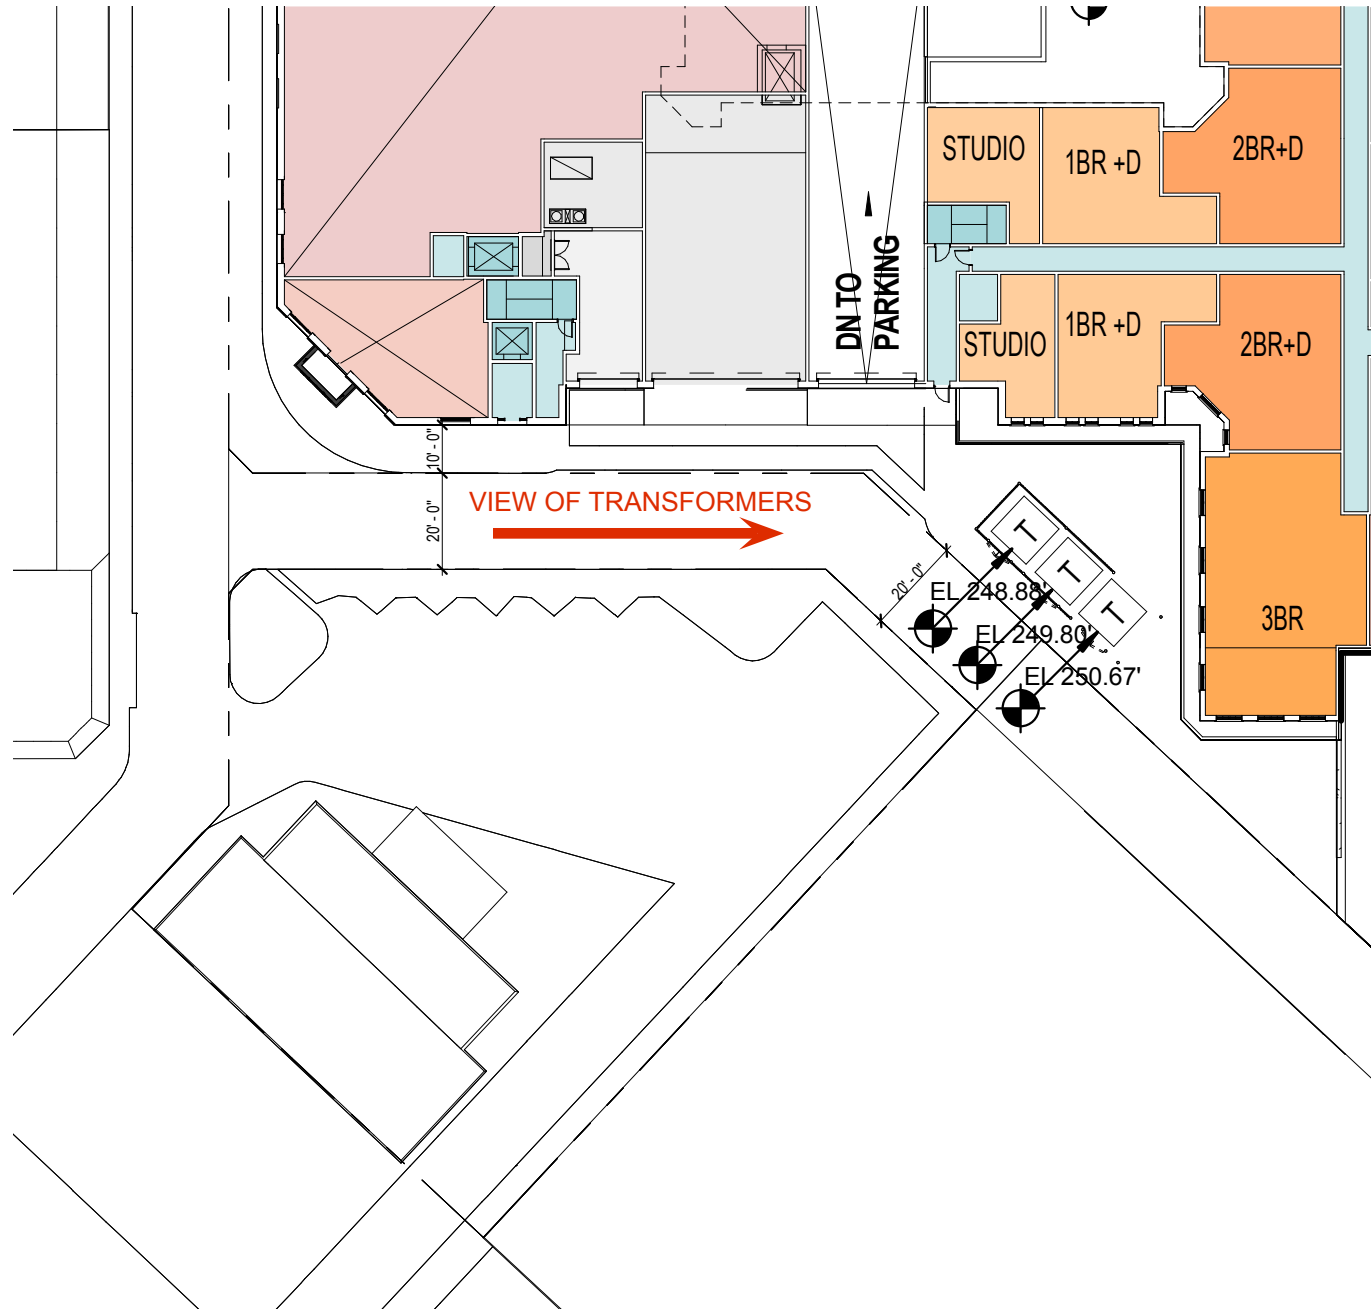 STUDIO
1BR +D
2BR+D
DN TO
PARKING
STUDIO
1BR +D
2BR+D
10' - 0"
VIEW OF TRANSFORMERS
20' - 0"
T
T
T
20' - 0"
EL 248.88'
EL 249.80'
EL 250.67'
3BR